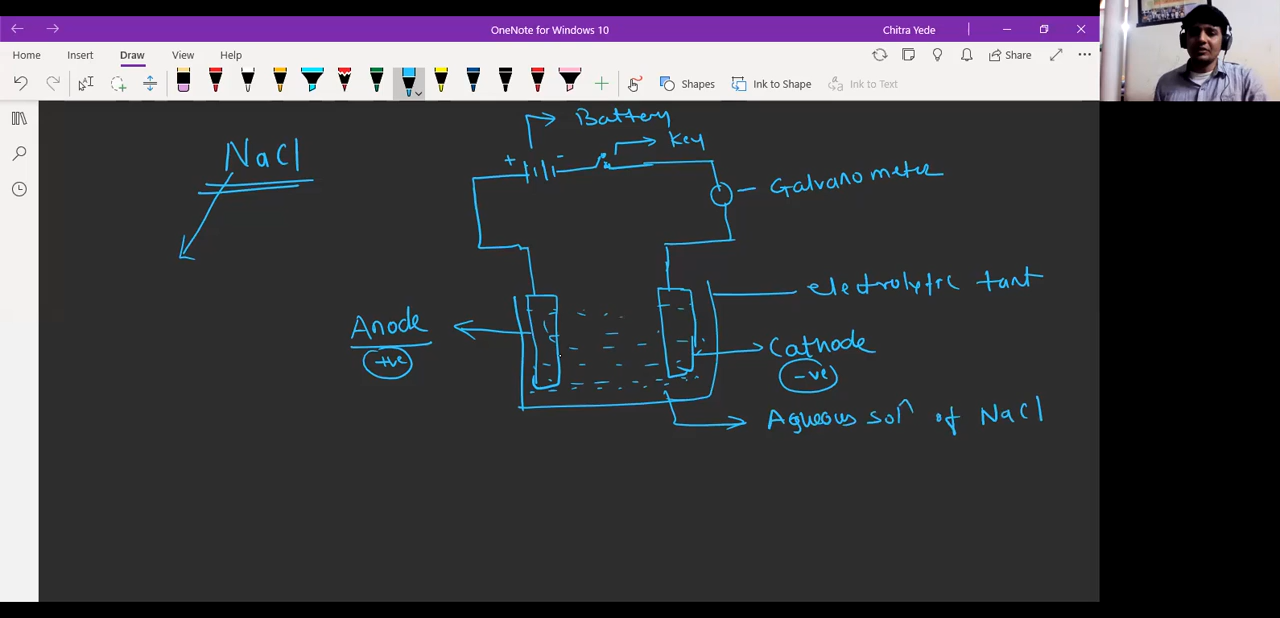 OneNote for Windows 10
Chitra Yede
Home Insert Draw View Help
Share
Shapes
Ink to Shape
Ink to Text
Battery
Key
NaCl
+ -
Galvanometer
electrolytic tant
Anode
+ve
Cathode
-ve
Aqueous solⁿ of NaCl